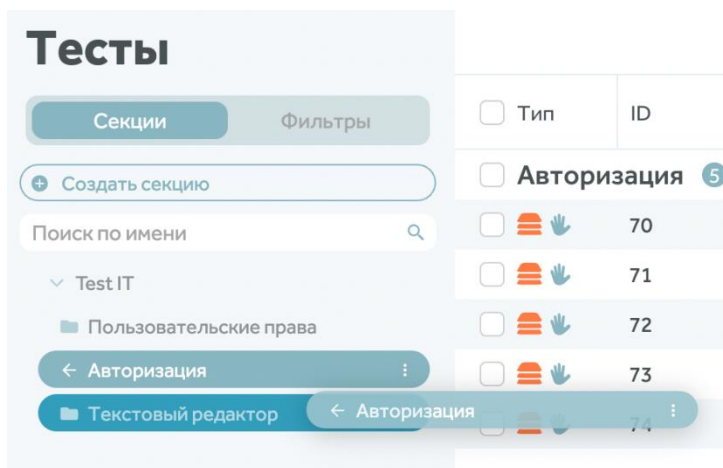 Тесты
Секции Фильтры
Создать секцию
Поиск по имени
Test IT
Пользовательские права
Авторизация
Текстовый редактор
Авторизация
Тип ID
Авторизация 5
70
71
72
73
74